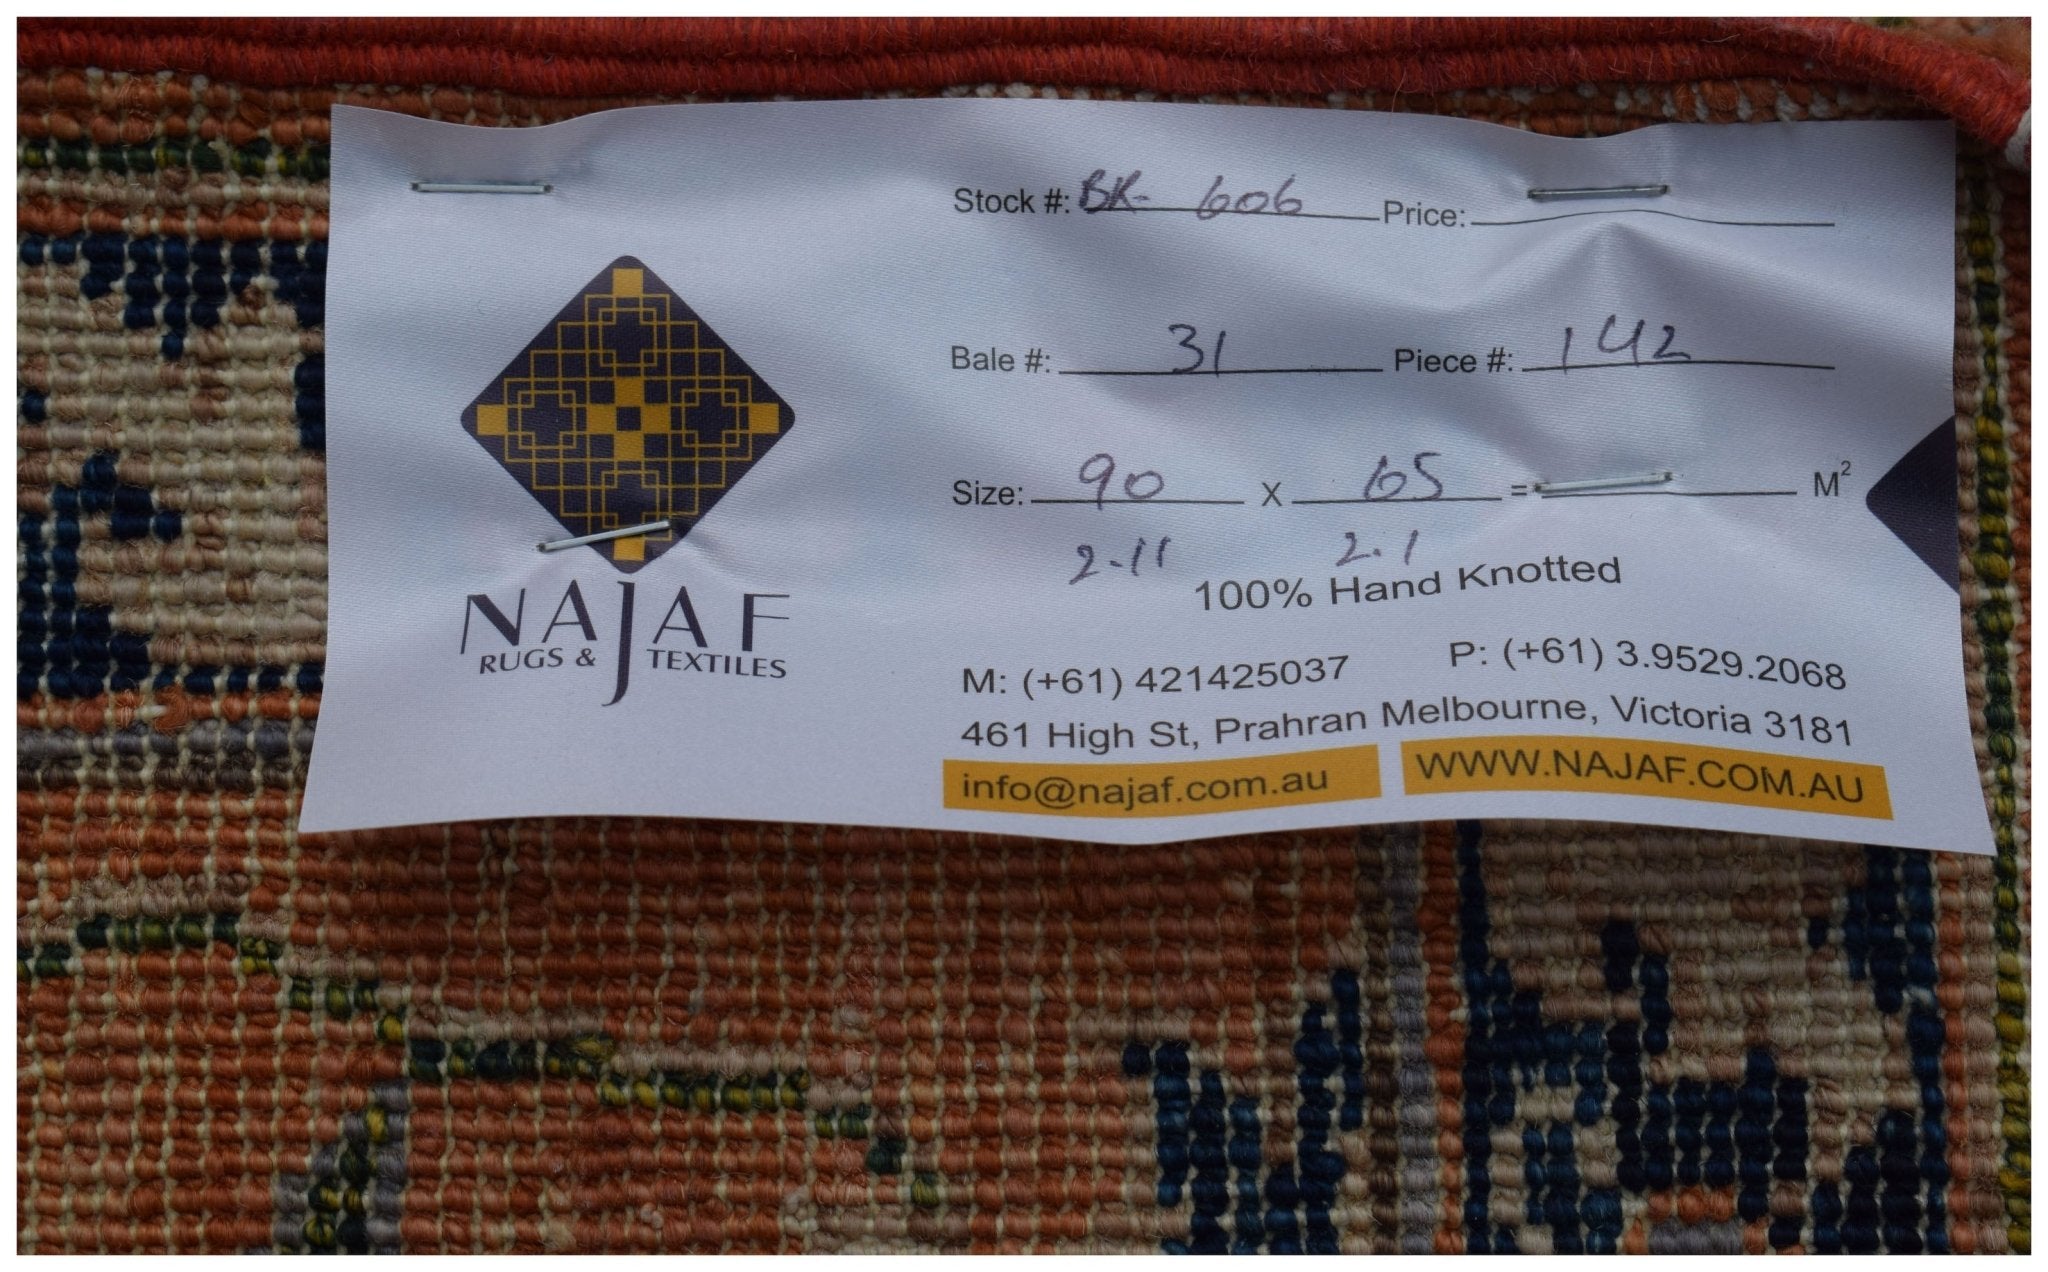 Stock #: BK- 606 Price:
Bale #: 31 Piece #: 142
Size: 90 X 65 = M²
2.11 2.1
100% Hand Knotted
NAJAF
RUGS & TEXTILES
M: (+61) 421425037 P: (+61) 3.9529.2068
461 High St, Prahran Melbourne, Victoria 3181
info@najaf.com.au WWW.NAJAF.COM.AU